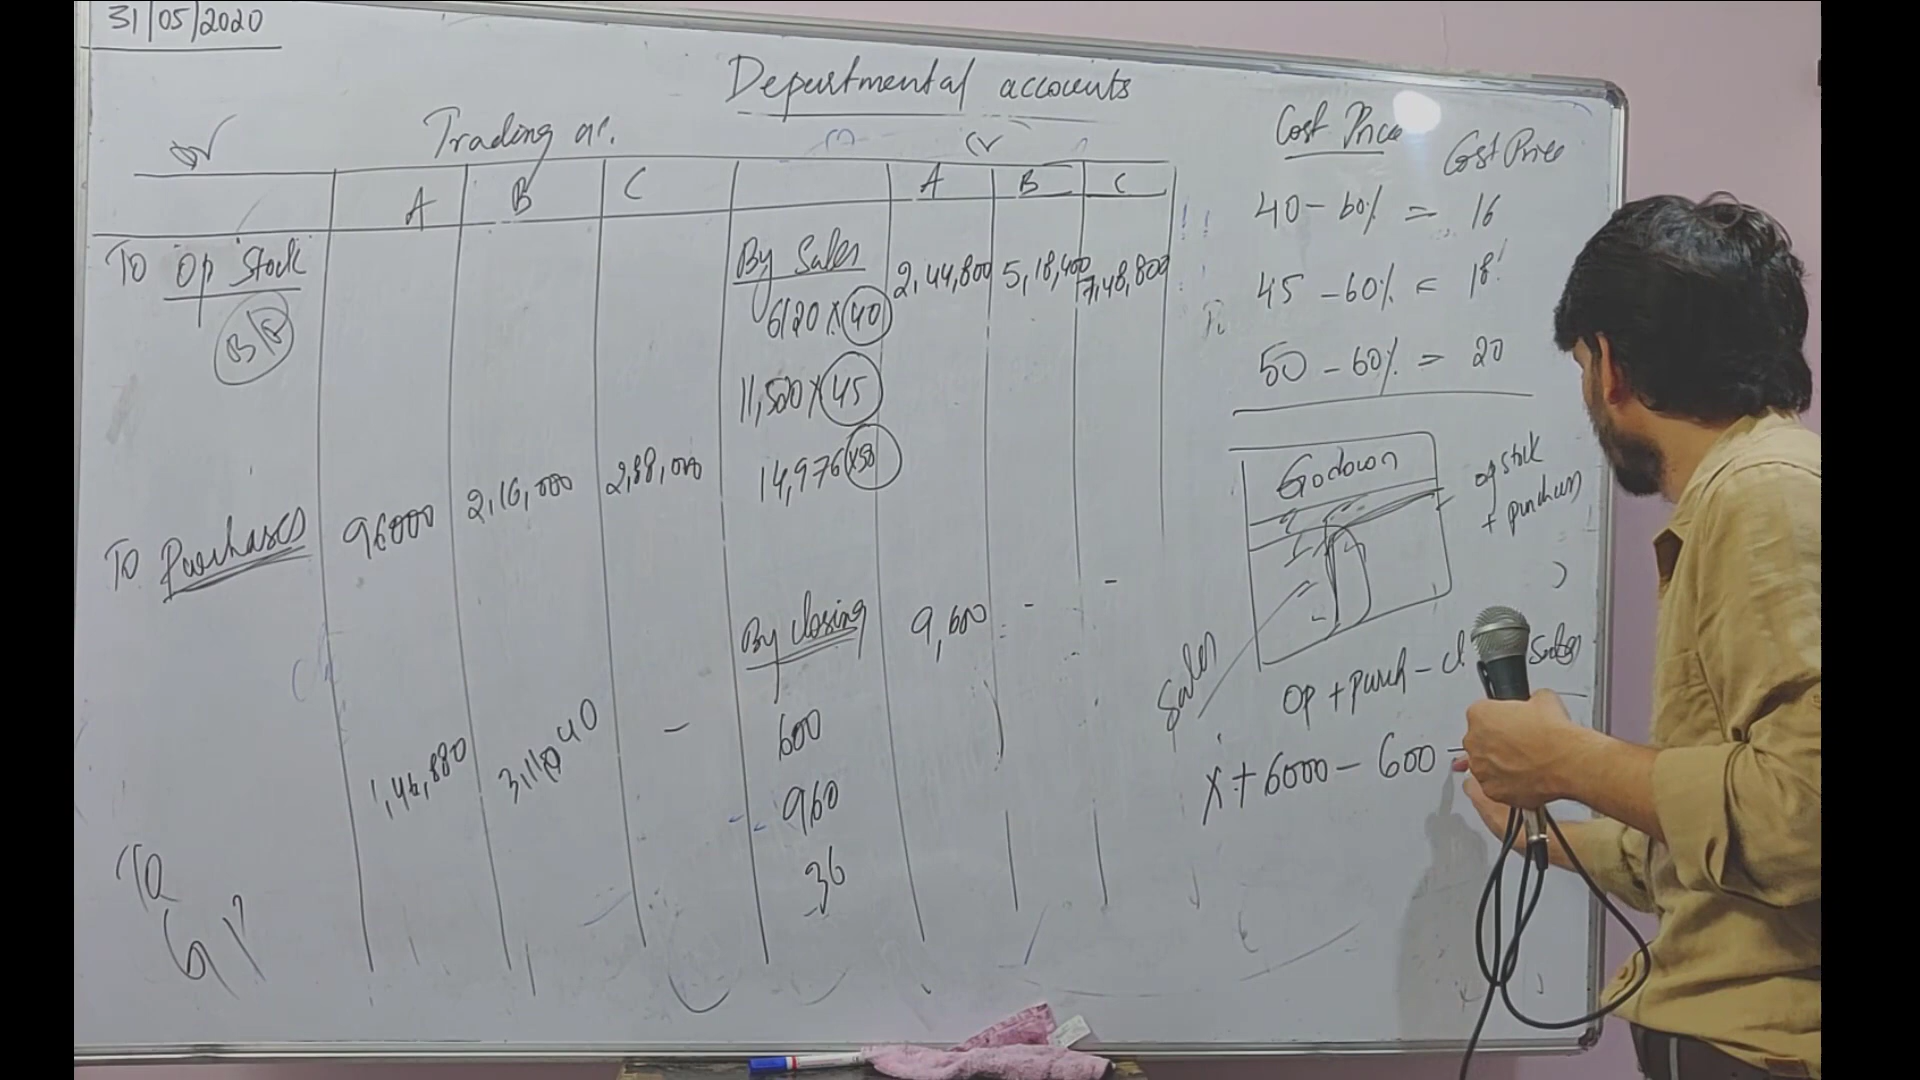 31/05/2020
Departmental accounts
Dr Trading a/c. Cr
A B C A B C
To Op Stock
B/F
By Sales 2,44,800 5,18,400 7,48,800
6120 × 40
11,520 × 45
14,976 × 50
To Purchases 96000 2,16,000 2,88,000
By closing 9,600 - -
600
960
36
1,46,880 3,11,040 -
To
GP
Cost Price Cost Price
40 - 60% = 16
45 - 60% = 18
50 - 60% = 20
Godown
op stock
+ purchases
Sales
Op + purch - cl Sales
X + 6000 - 600 =